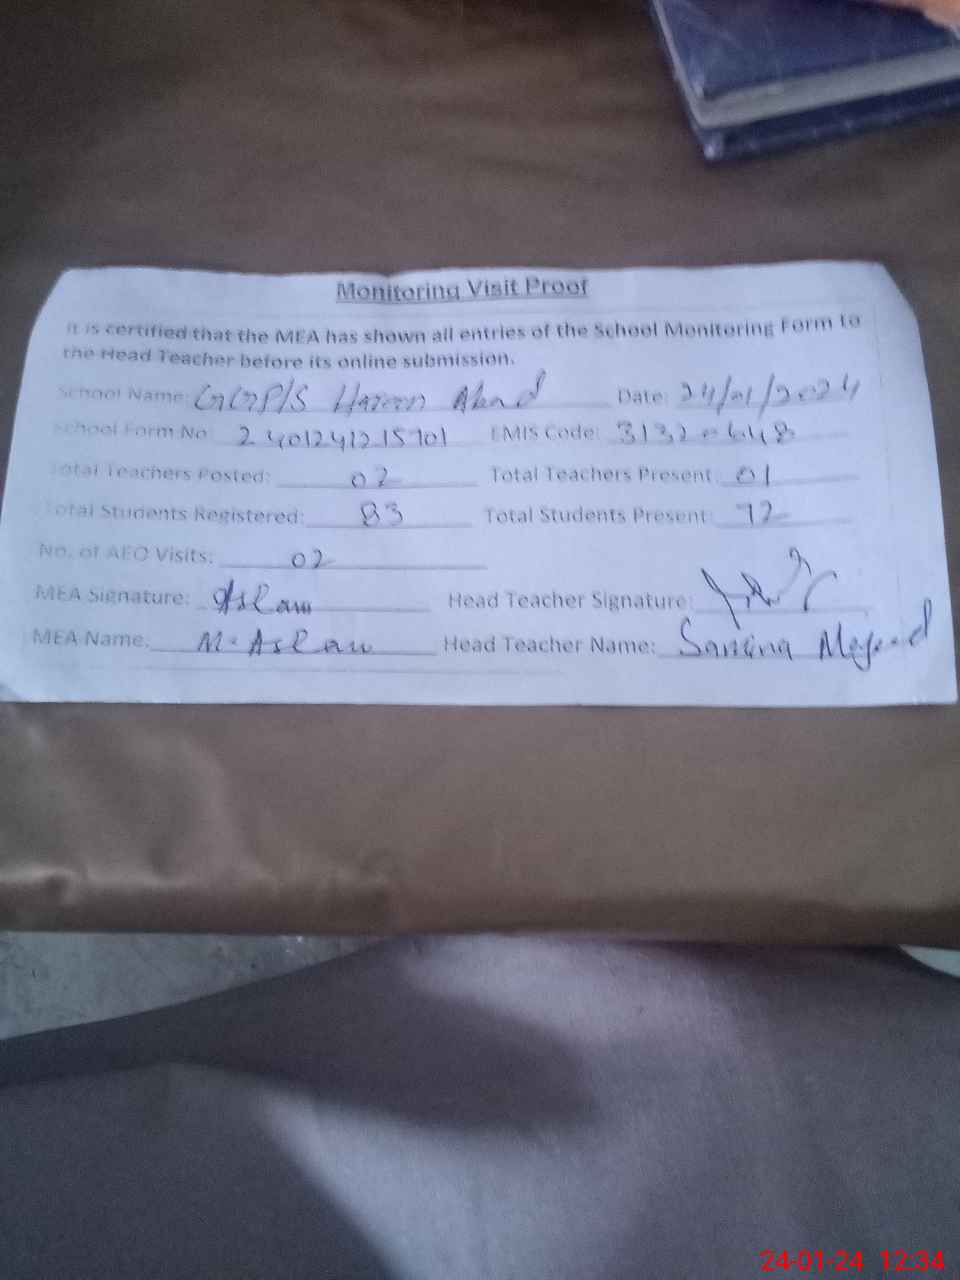 Monitoring Visit Proof
It is certified that the MEA has shown all entries of the School Monitoring Form to
the Head Teacher before its online submission.
School Name: GGP/S Haroon Abad Date: 24/01/2024
School Form No: EMIS Code: 31320648
Total Teachers Posted: 02 Total Teachers Present: 01
Total Students Registered: 83 Total Students Present: 72
No. of AEO Visits: 02
MEA Signature: Aslam Head Teacher Signature:
MEA Name: M. Aslam Head Teacher Name: Samina
24-01-24 12:34